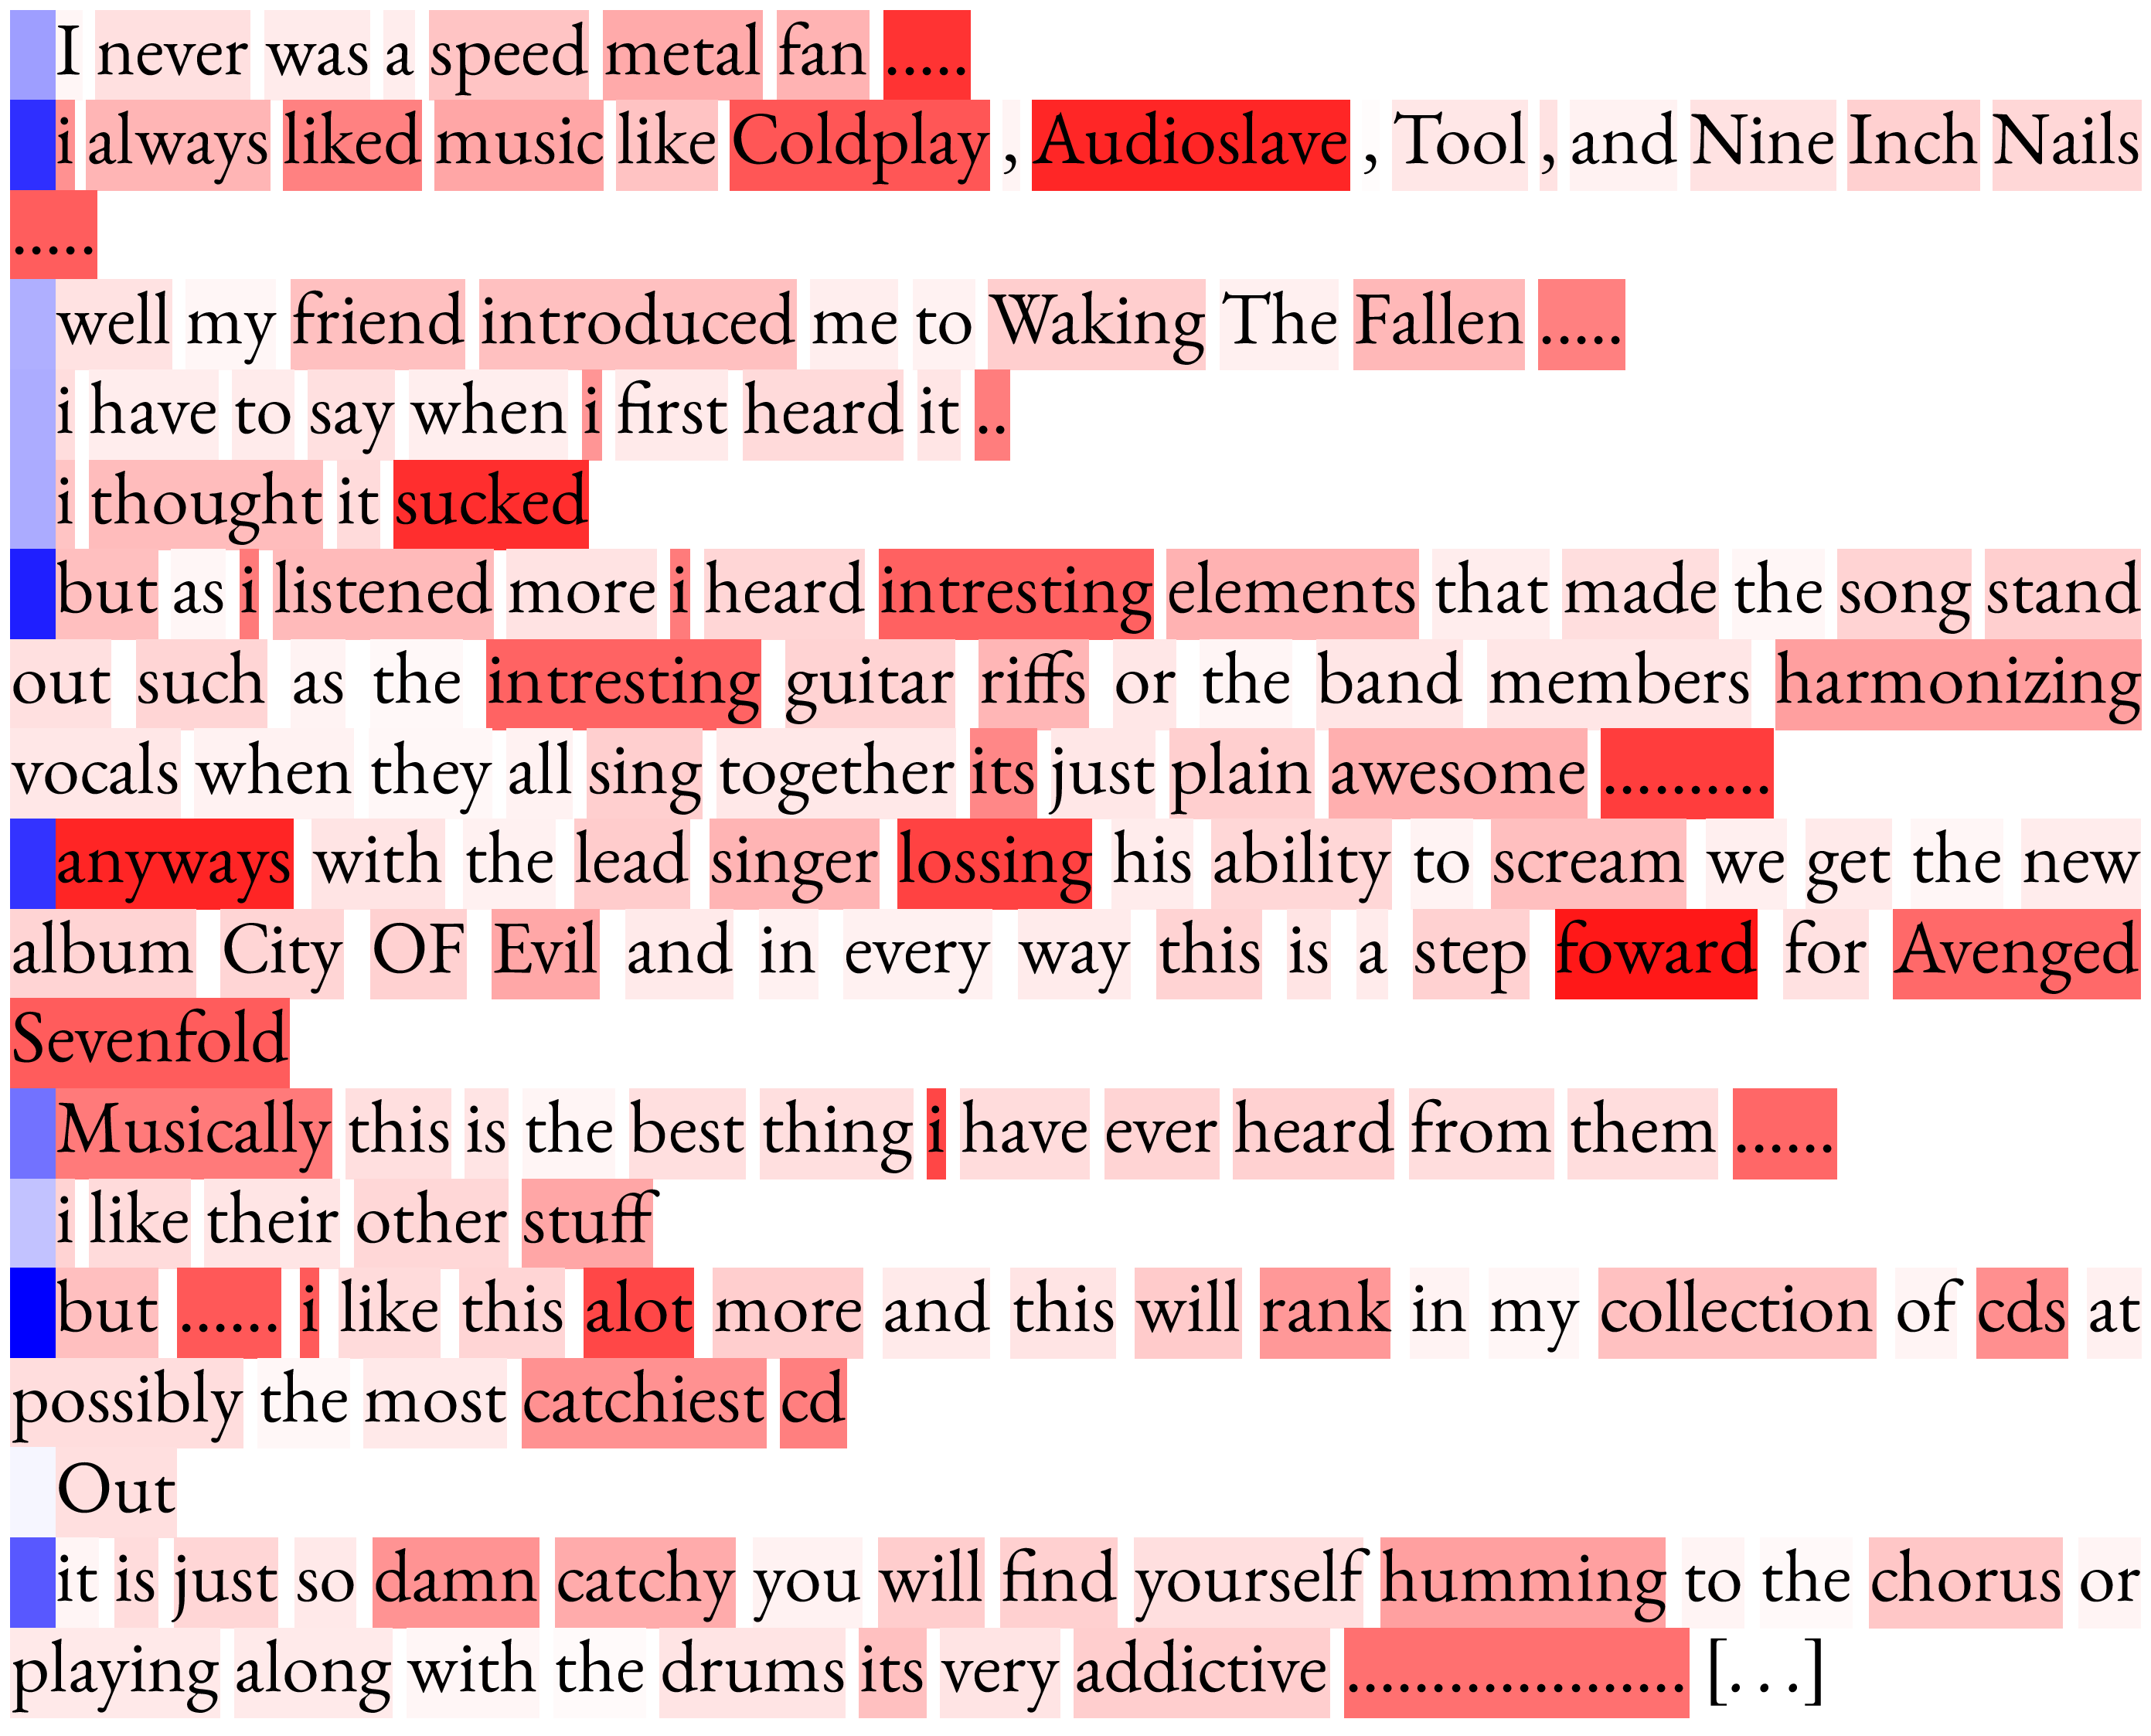 I never was a speed metal fan .....
i always liked music like Coldplay , Audioslave , Tool , and Nine Inch Nails
.....
well my friend introduced me to Waking The Fallen .....
i have to say when i first heard it ..
i thought it sucked
but as i listened more i heard intresting elements that made the song stand
out such as the intresting guitar riffs or the band members harmonizing
vocals when they all sing together its just plain awesome ..........
anyways with the lead singer lossing his ability to scream we get the new
album City OF Evil and in every way this is a step foward for Avenged
Sevenfold
Musically this is the best thing i have ever heard from them ......
i like their other stuff
but ...... i like this alot more and this will rank in my collection of cds at
possibly the most catchiest cd
Out
it is just so damn catchy you will find yourself humming to the chorus or
playing along with the drums its very addictive .................... [...]